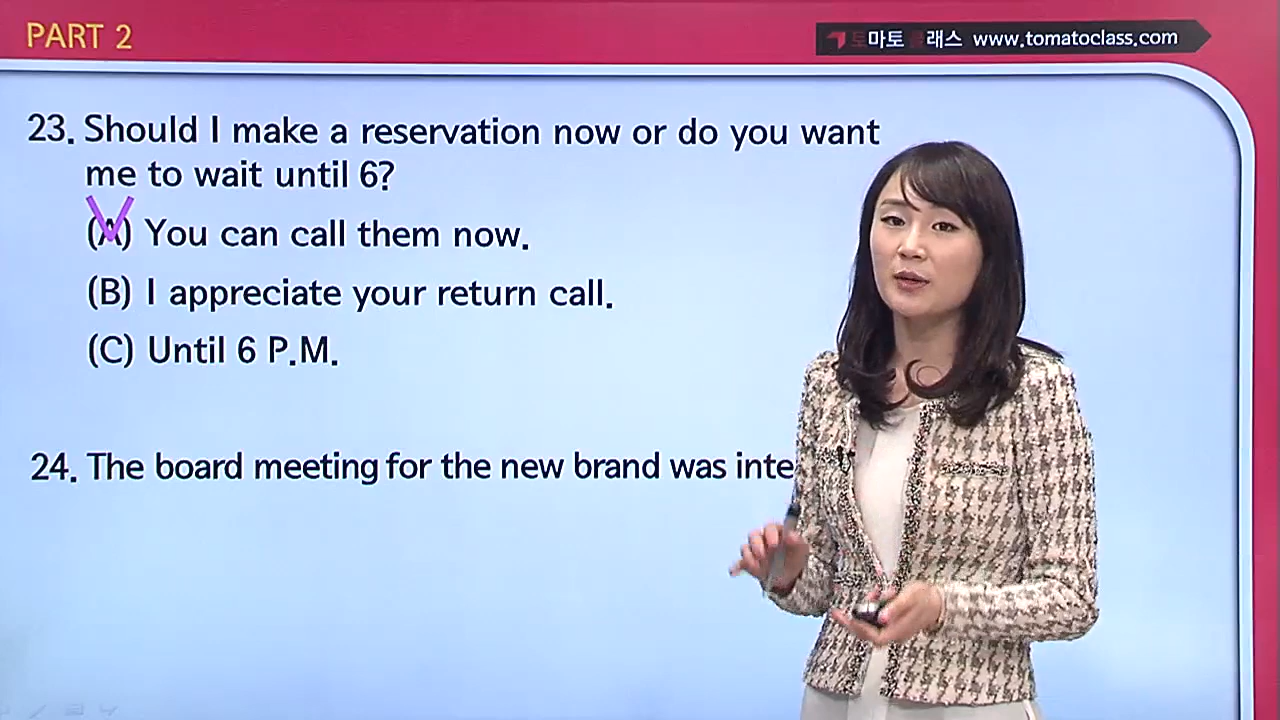 PART 2
토마토클래스 www.tomatoclass.com
23. Should I make a reservation now or do you want
me to wait until 6?
(A) You can call them now.
(B) I appreciate your return call.
(C) Until 6 P.M.
24. The board meeting for the new brand was inte